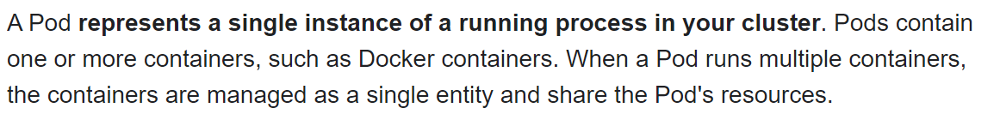 A Pod represents a single instance of a running process in your cluster. Pods contain
one or more containers, such as Docker containers. When a Pod runs multiple containers,
the containers are managed as a single entity and share the Pod's resources.